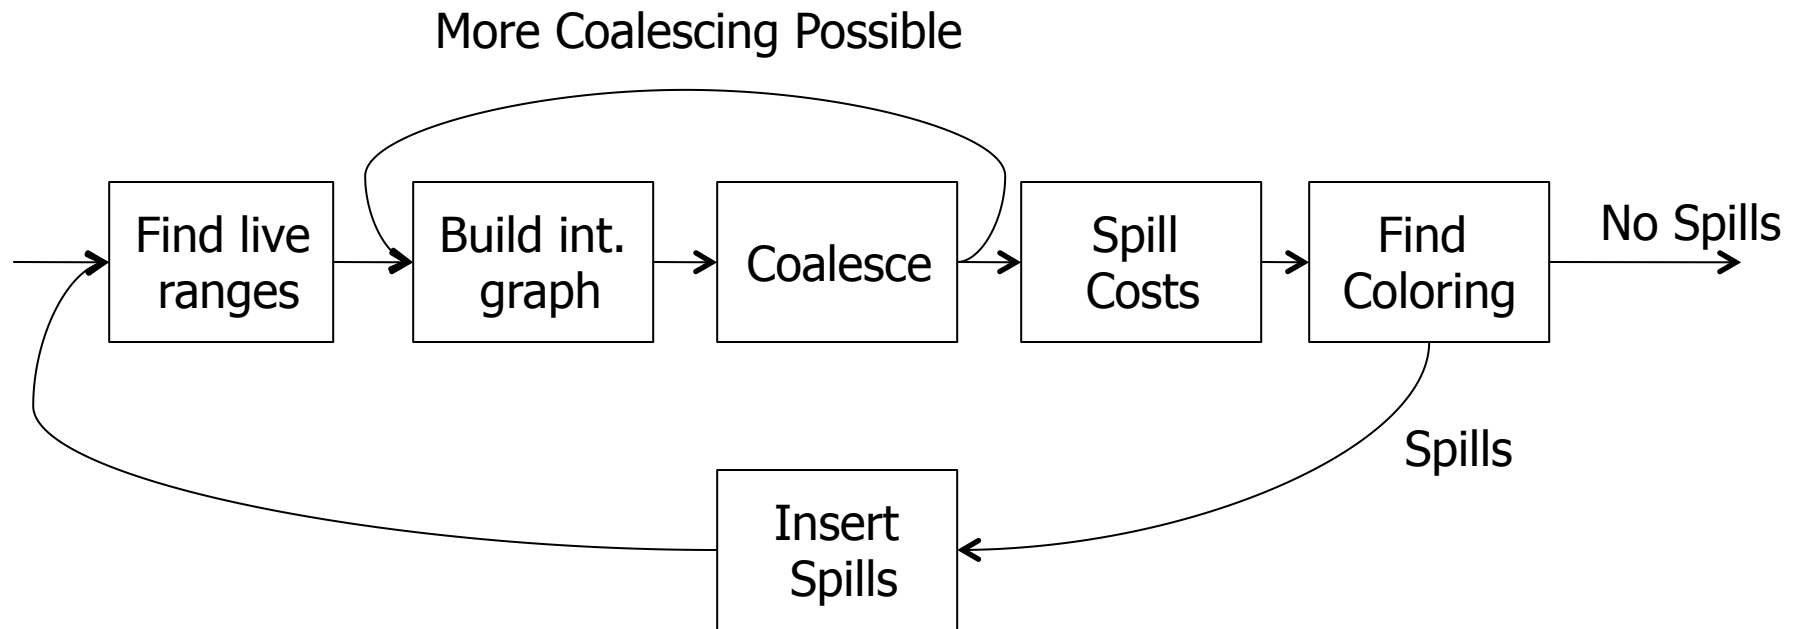 More Coalescing Possible
Find live
ranges
Build int.
graph
Coalesce
Spill
Costs
Find
Coloring
No Spills
Spills
Insert
Spills